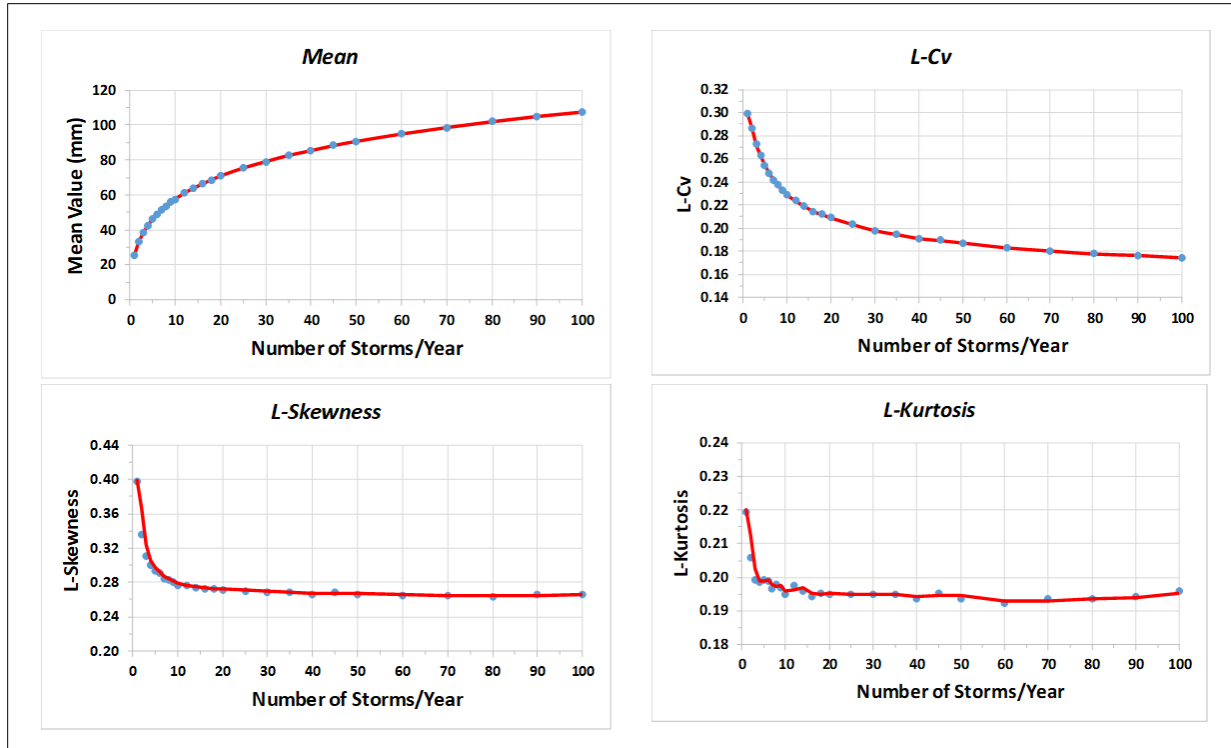 Mean
120
100
80
60
40
20
0
Mean Value (mm)
0 10 20 30 40 50 60 70 80 90 100
Number of Storms/Year
L-Cv
0.32
0.30
0.28
0.26
0.24
0.22
0.20
0.18
0.16
0.14
L-Cv
0 10 20 30 40 50 60 70 80 90 100
Number of Storms/Year
L-Skewness
0.44
0.40
0.36
0.32
0.28
0.24
0.20
L-Skewness
0 10 20 30 40 50 60 70 80 90 100
Number of Storms/Year
L-Kurtosis
0.24
0.23
0.22
0.21
0.20
0.19
0.18
L-Kurtosis
0 10 20 30 40 50 60 70 80 90 100
Number of Storms/Year